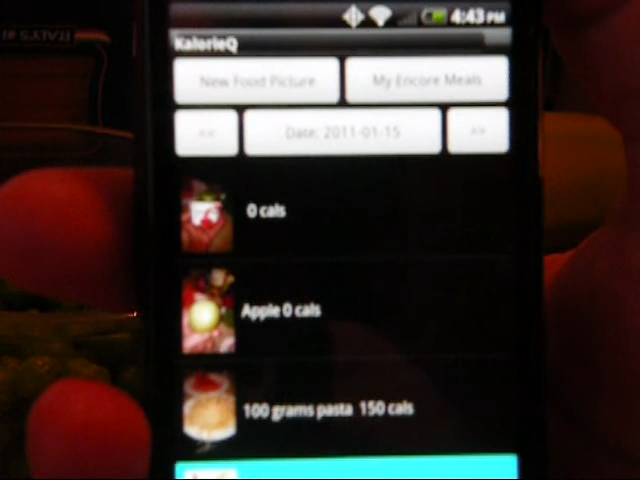 ITALY'S
4:43 PM
KalorieQ
New Food Picture
My Encore Meals
<<
Date: 2011-01-15
>>
0 cals
Apple 0 cals
100 grams pasta 150 cals